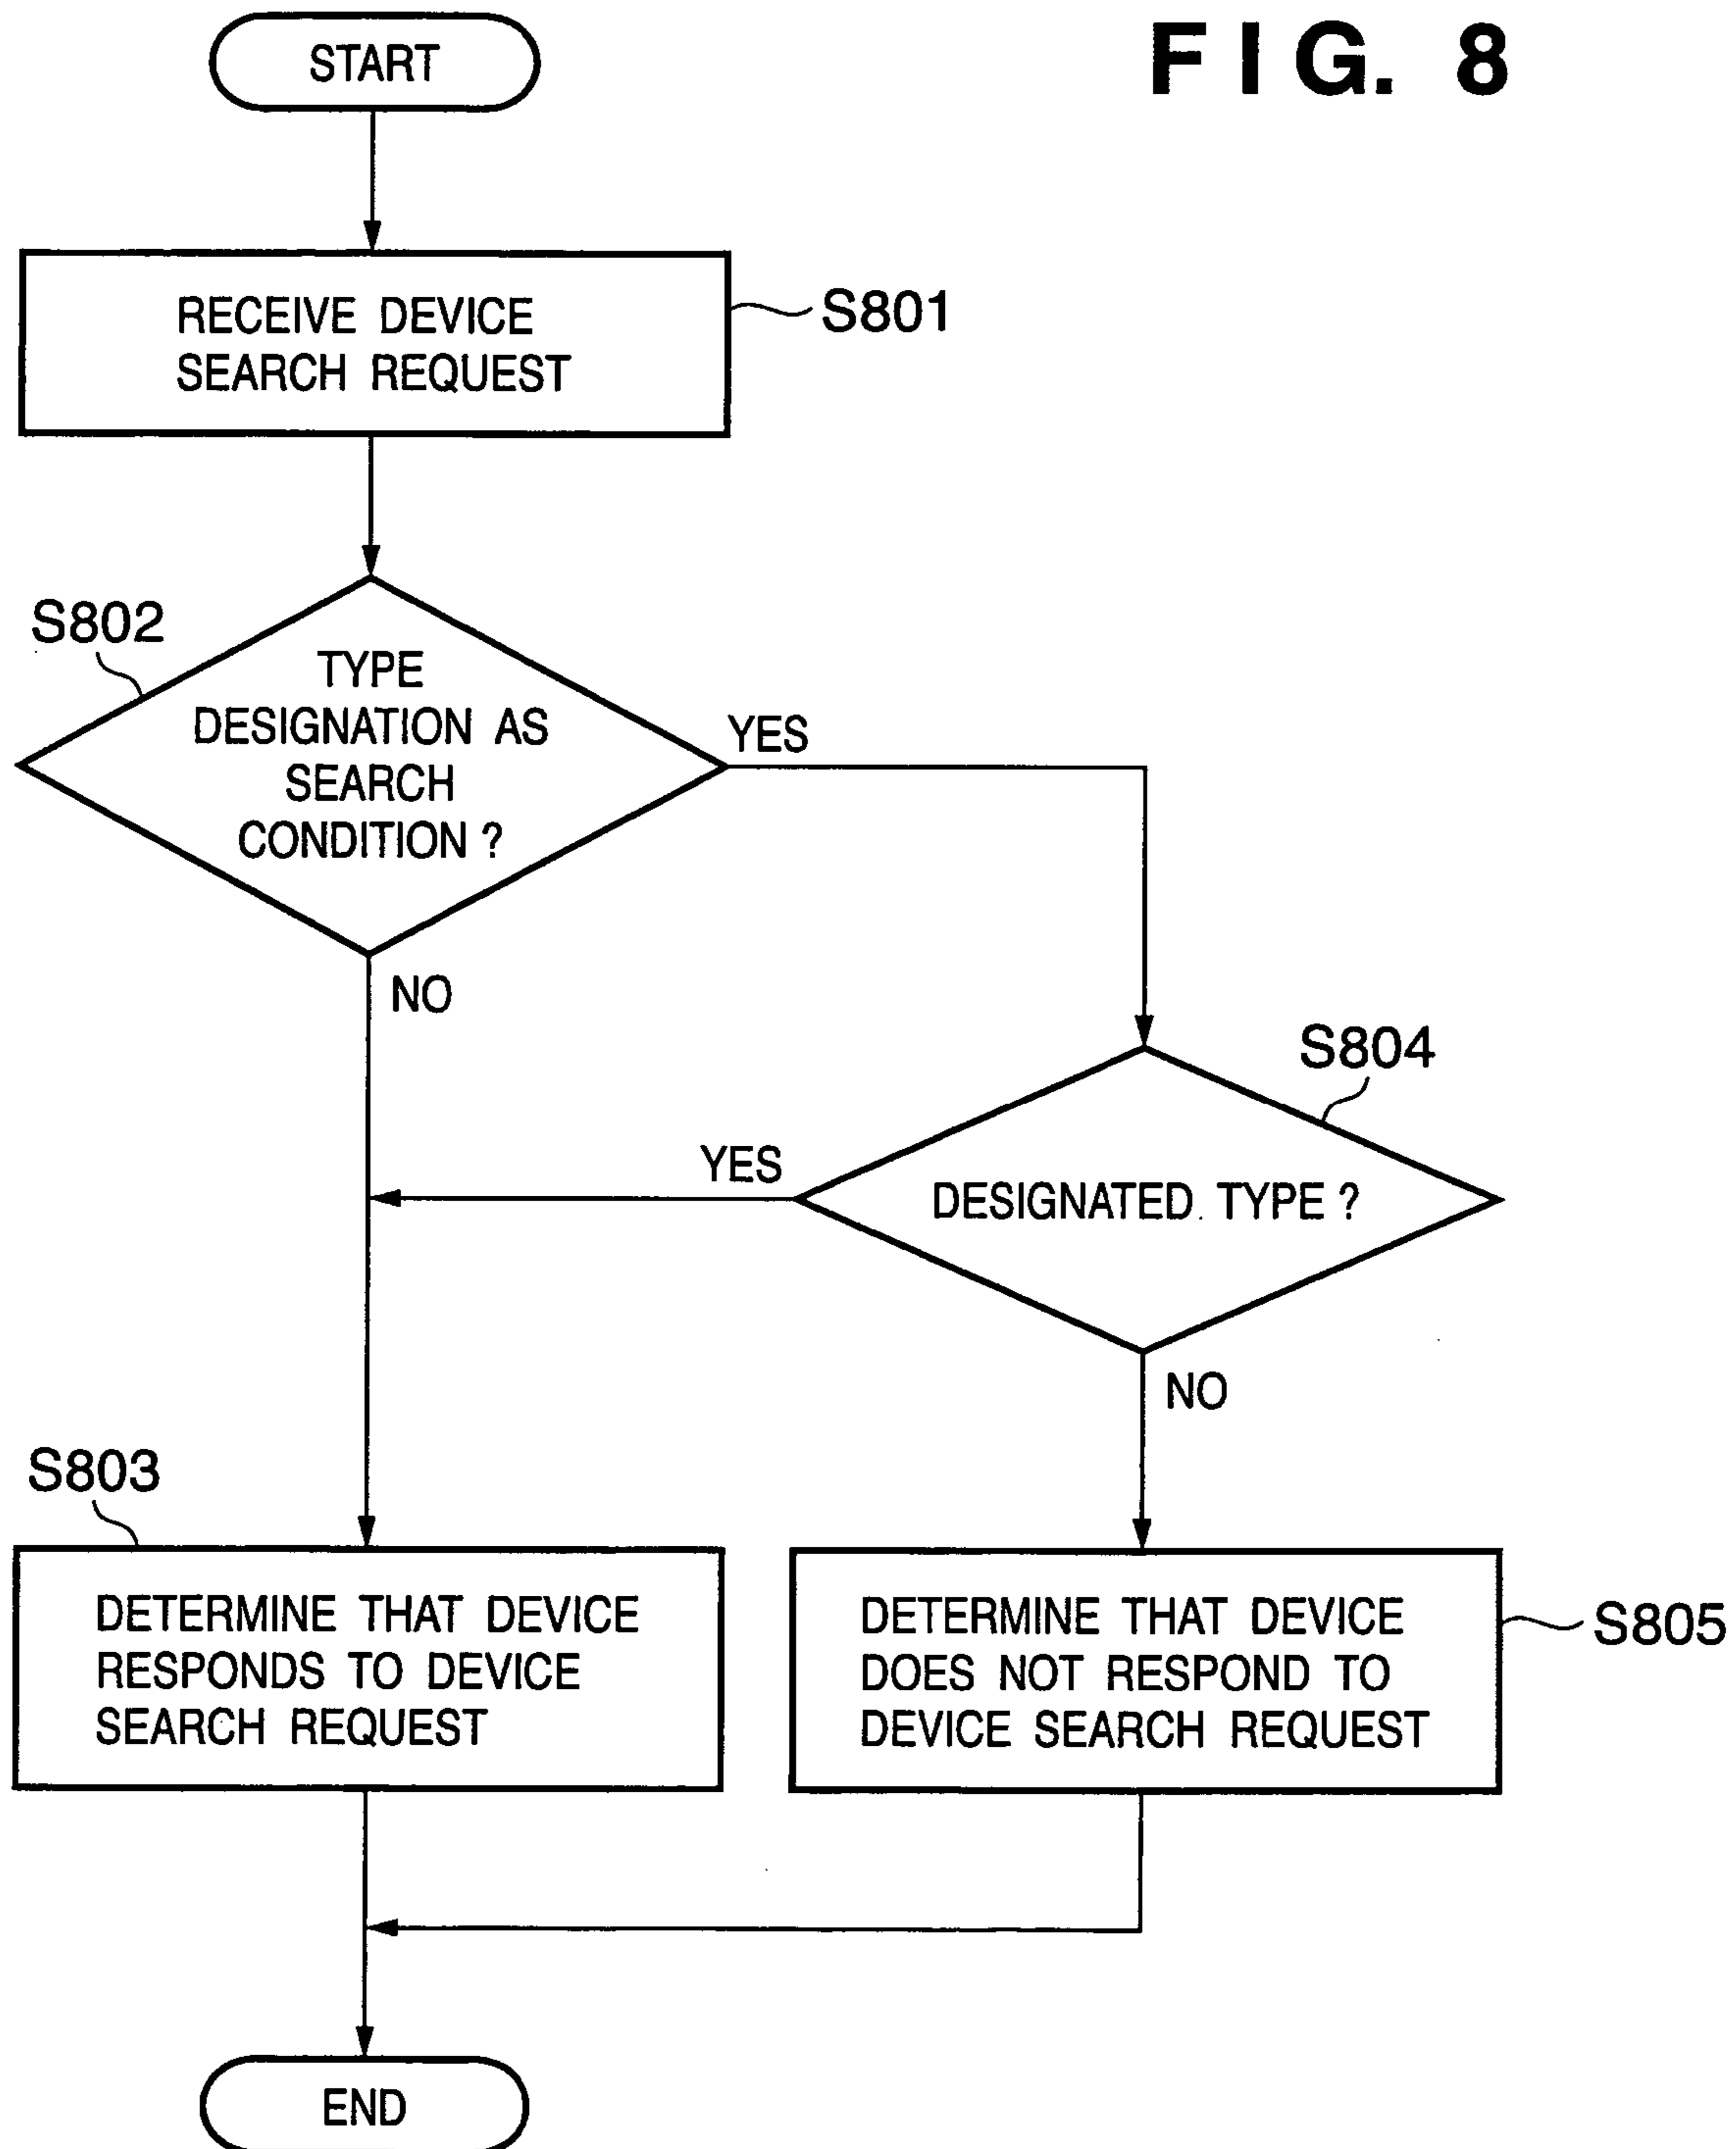 FIG. 8
START
RECEIVE DEVICE
SEARCH REQUEST
S801
S802
TYPE
DESIGNATION AS
SEARCH
CONDITION ?
YES
NO
S804
YES
DESIGNATED TYPE ?
NO
S803
DETERMINE THAT DEVICE
RESPONDS TO DEVICE
SEARCH REQUEST
DETERMINE THAT DEVICE
DOES NOT RESPOND TO
DEVICE SEARCH REQUEST
S805
END